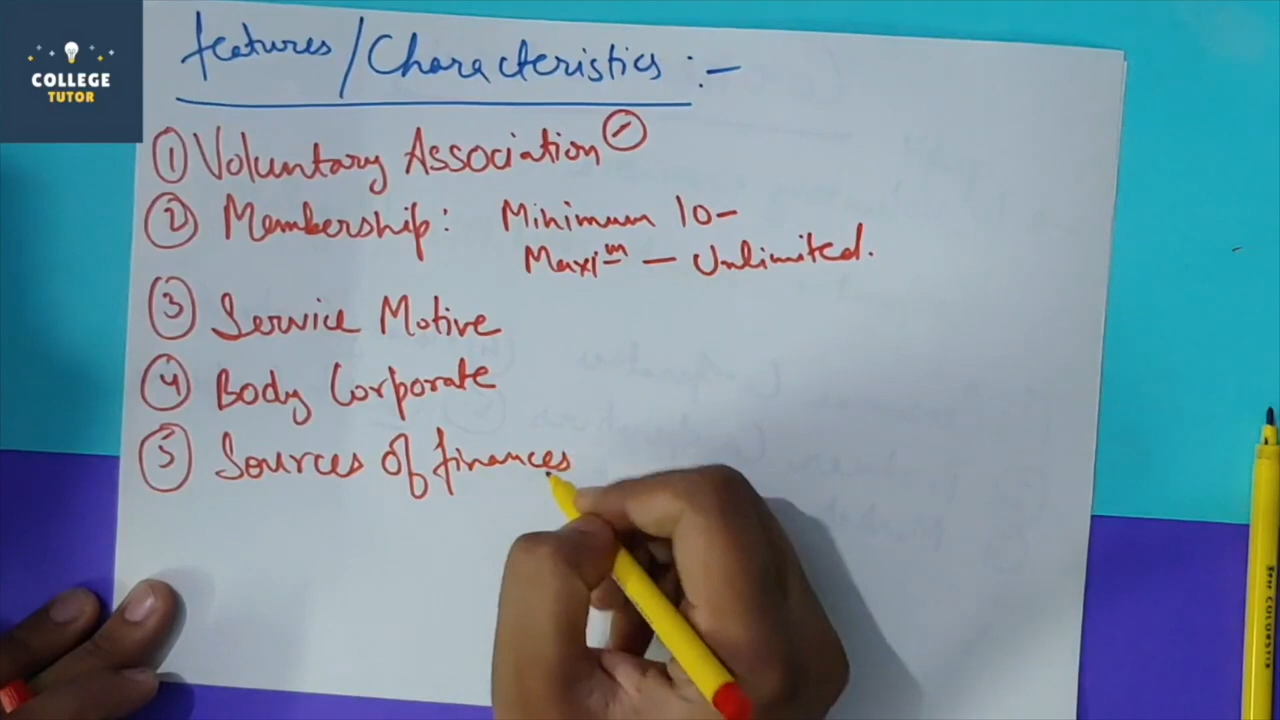 COLLEGE
TUTOR
Features/Characteristics :-
① Voluntary Association
② Membership: Minimum 10-
Maxiᵐ - Unlimited.
③ Service Motive
④ Body Corporate
⑤ Sources of finances